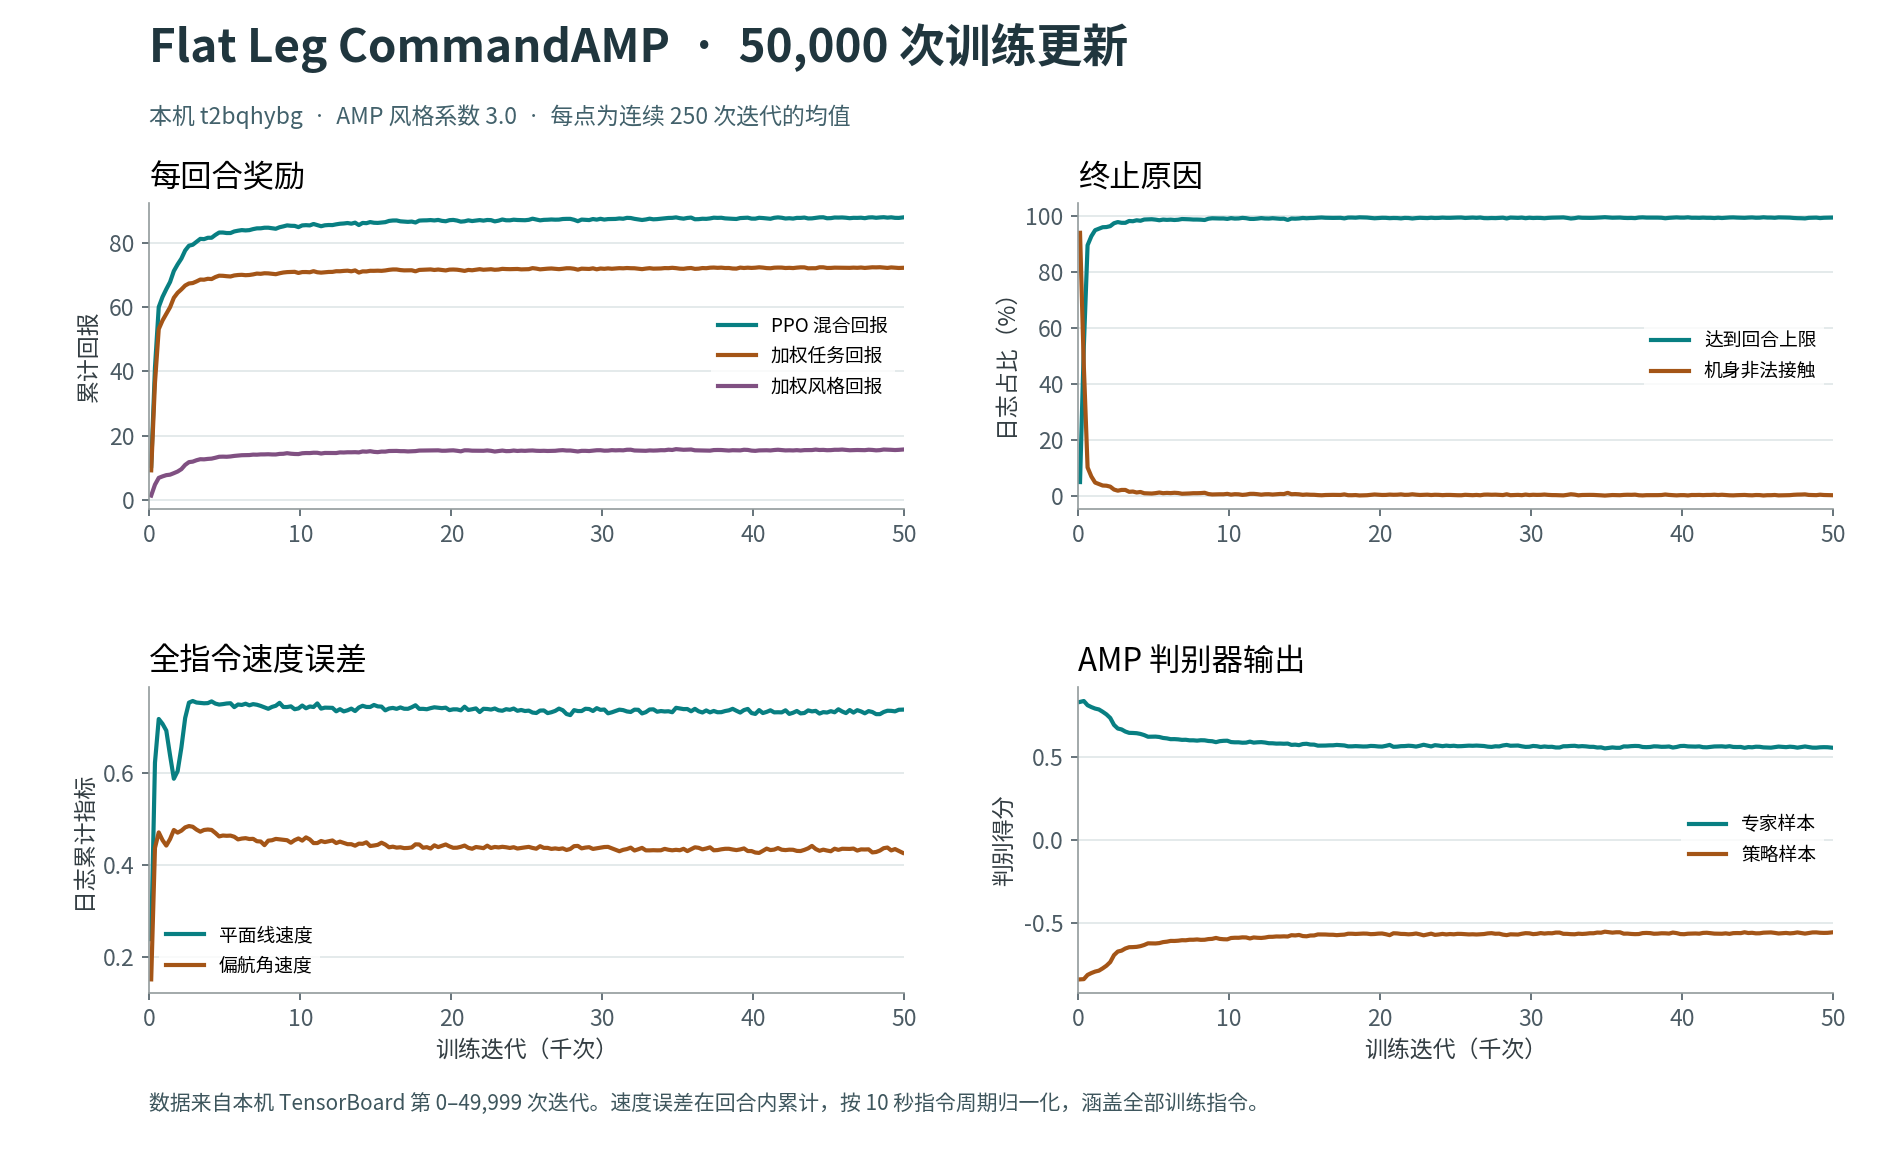 Flat Leg CommandAMP · 50,000 次训练更新
本机 t2bqhybg · AMP 风格系数 3.0 · 每点为连续 250 次迭代的均值
每回合奖励
累计回报
80
60
40
20
0
PPO 混合回报
加权任务回报
加权风格回报
0 10 20 30 40 50
终止原因
日志占比（%）
100
80
60
40
20
0
达到回合上限
机身非法接触
0 10 20 30 40 50
全指令速度误差
日志累计指标
0.6
0.4
0.2
平面线速度
偏航角速度
0 10 20 30 40 50
训练迭代（千次）
AMP 判别器输出
判别得分
0.5
0.0
-0.5
专家样本
策略样本
0 10 20 30 40 50
训练迭代（千次）
数据来自本机 TensorBoard 第 0–49,999 次迭代。速度误差在回合内累计，按 10 秒指令周期归一化，涵盖全部训练指令。